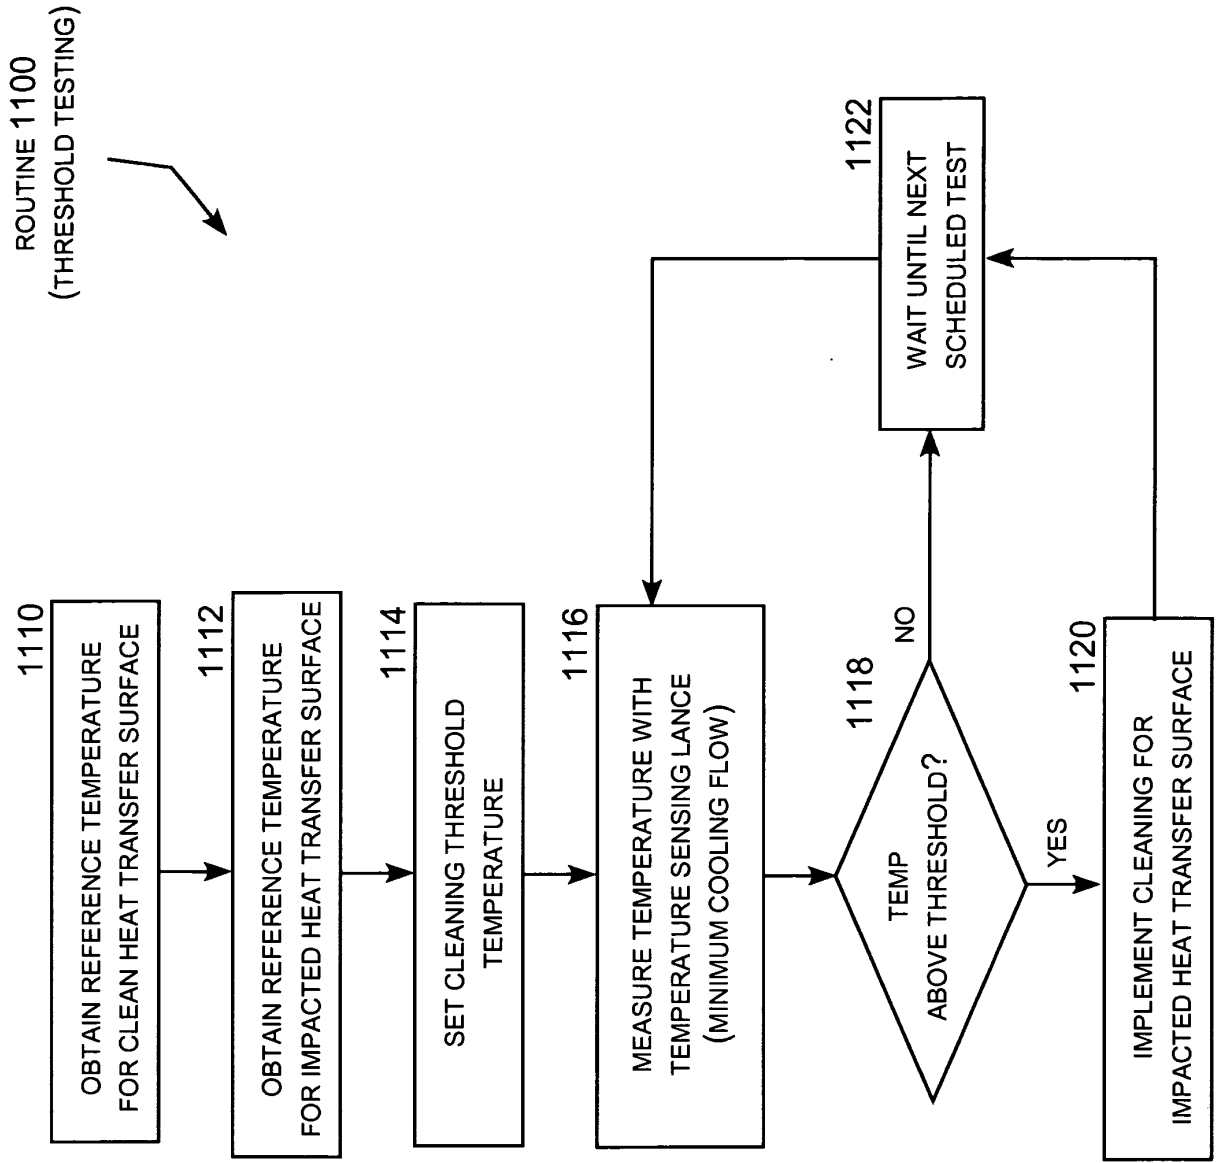 ROUTINE 1100
(THRESHOLD TESTING)
1110
OBTAIN REFERENCE TEMPERATURE
FOR CLEAN HEAT TRANSFER SURFACE
1112
OBTAIN REFERENCE TEMPERATURE
FOR IMPACTED HEAT TRANSFER SURFACE
1114
SET CLEANING THRESHOLD
TEMPERATURE
1116
MEASURE TEMPERATURE WITH
TEMPERATURE SENSING LANCE
(MINIMUM COOLING FLOW)
1118
TEMP
ABOVE THRESHOLD?
NO
YES
1120
IMPLEMENT CLEANING FOR
IMPACTED HEAT TRANSFER SURFACE
1122
WAIT UNTIL NEXT
SCHEDULED TEST